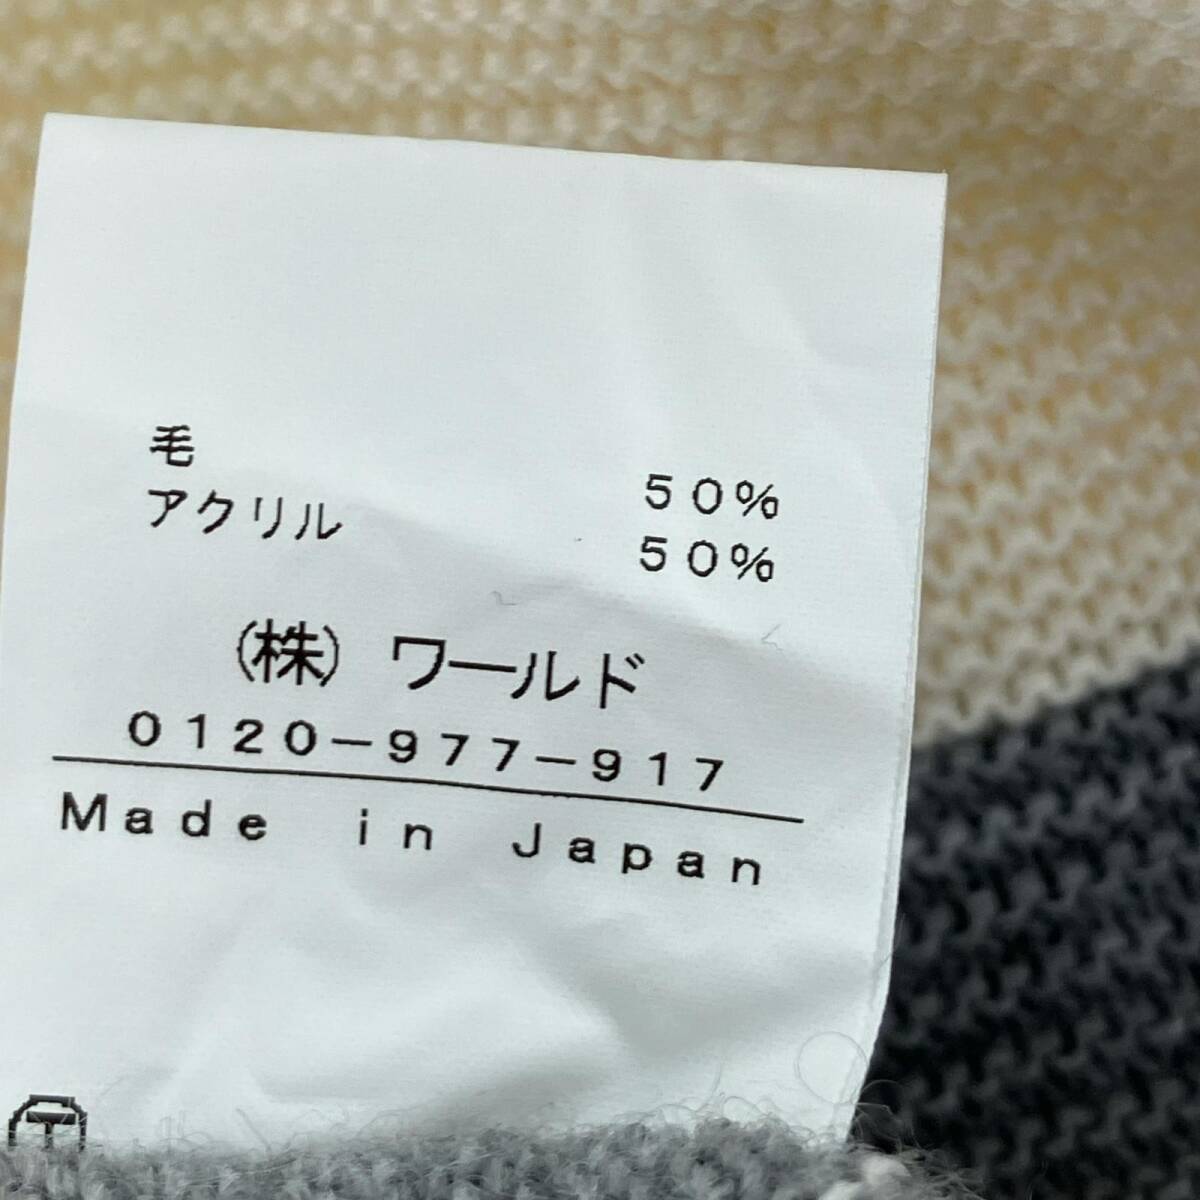 毛 50%
アクリル 50%
(株) ワールド
0120-977-917
Made in Japan